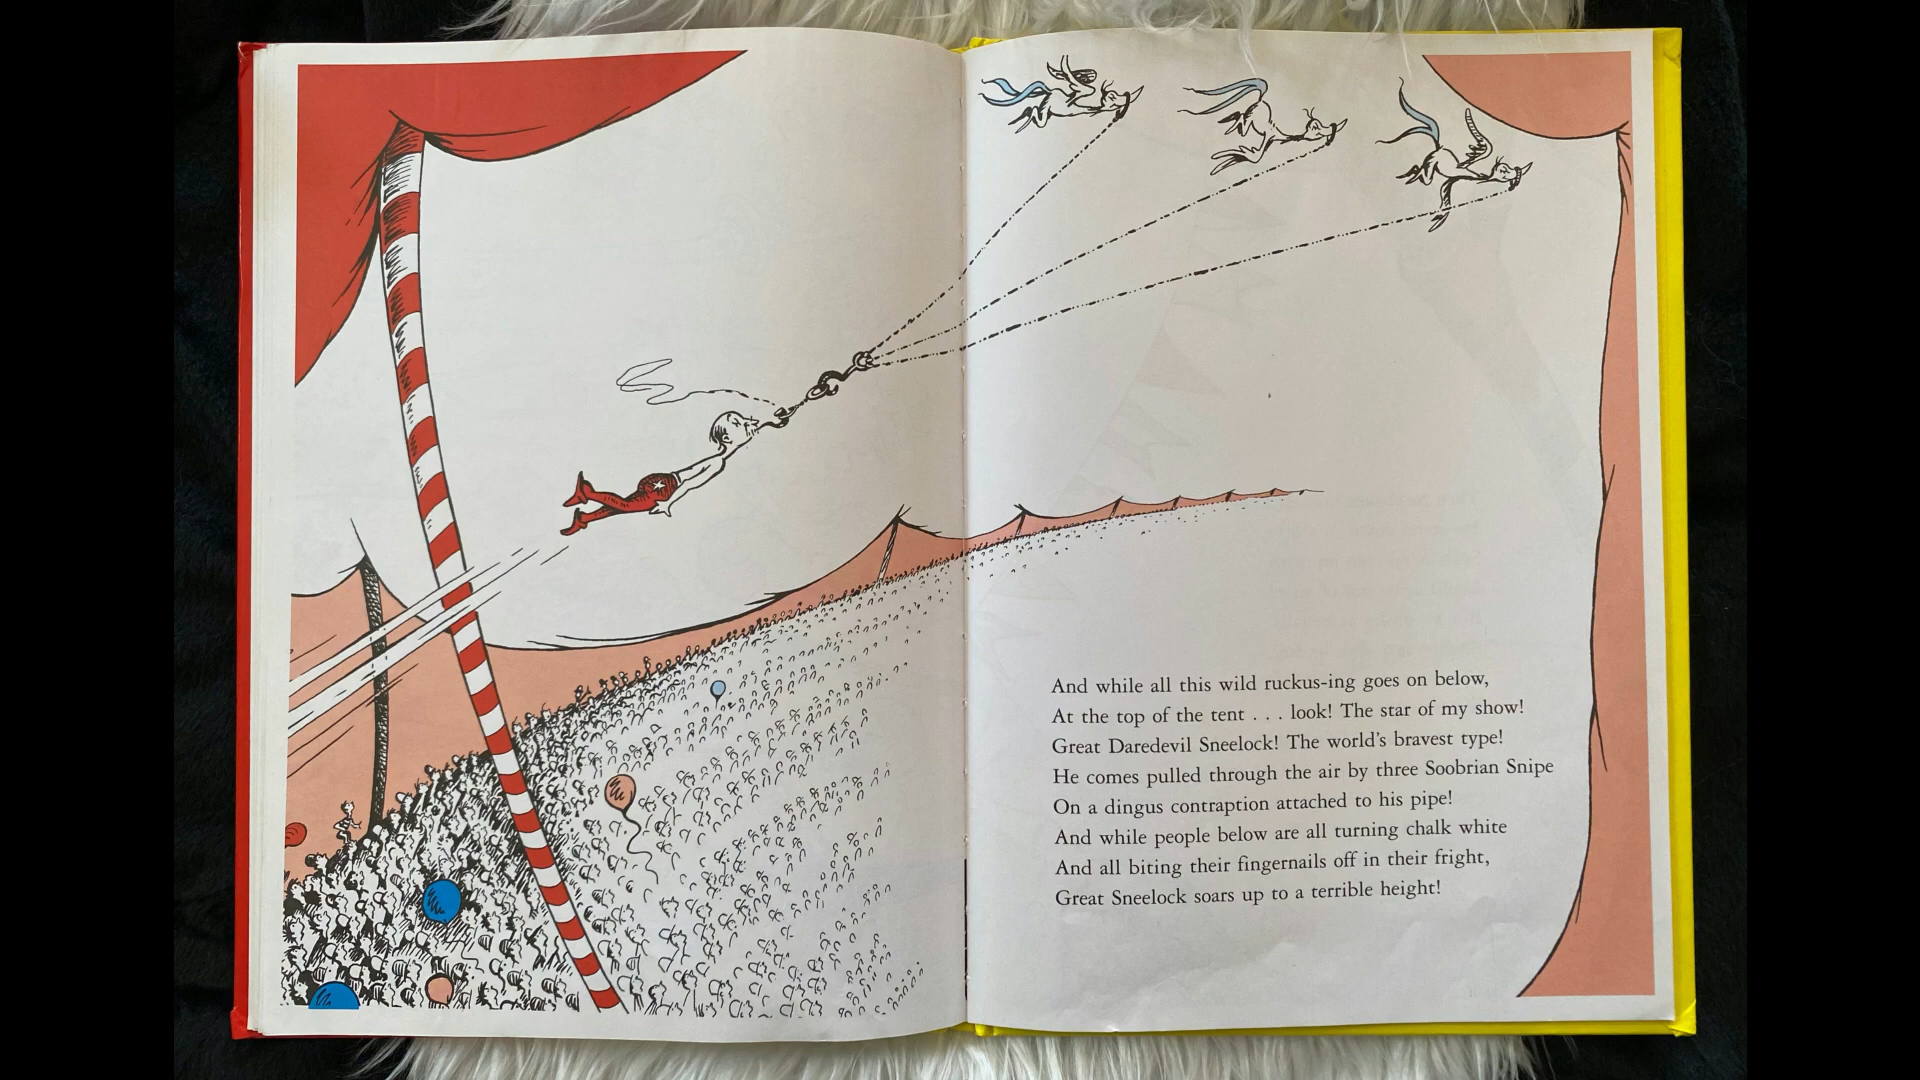 And while all this wild ruckus-ing goes on below,
At the top of the tent . . . look! The star of my show!
Great Daredevil Sneelock! The world's bravest type!
He comes pulled through the air by three Soobrian Snipe
On a dingus contraption attached to his pipe!
And while people below are all turning chalk white
And all biting their fingernails off in their fright,
Great Sneelock soars up to a terrible height!